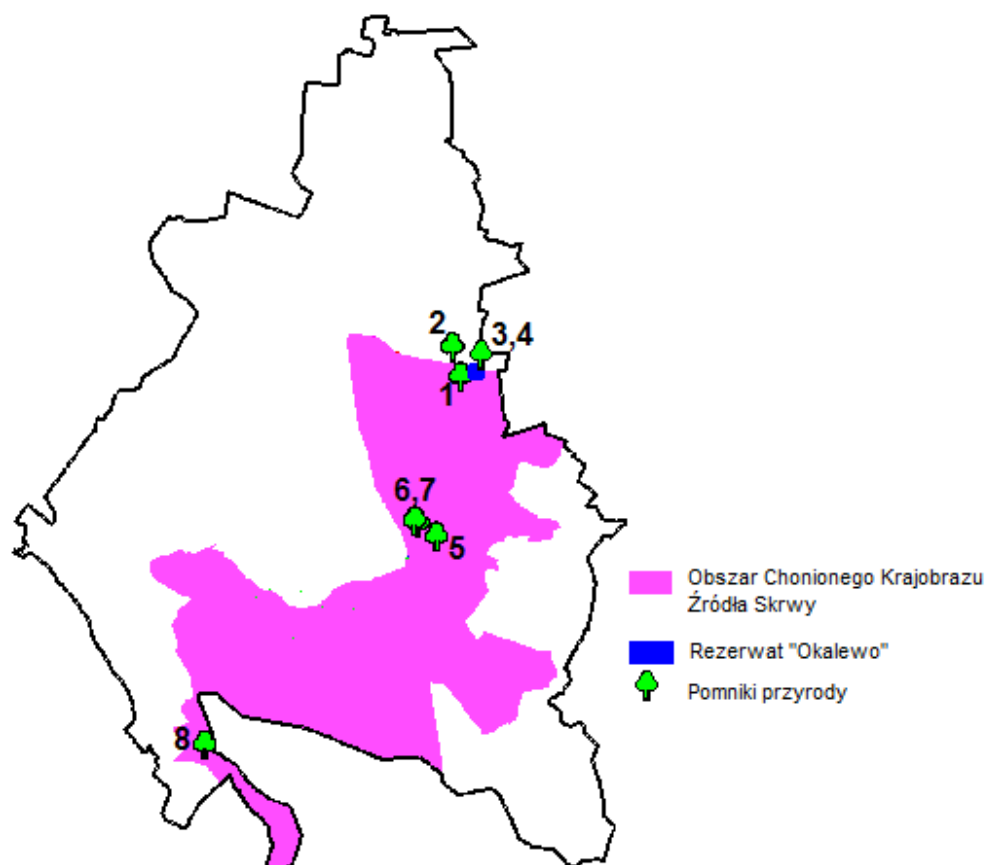 2
3,4
1
6,7
5
8
Obszar Chonionego Krajobrazu
Źródła Skrwy
Rezerwat "Okalewo"
Pomniki przyrody